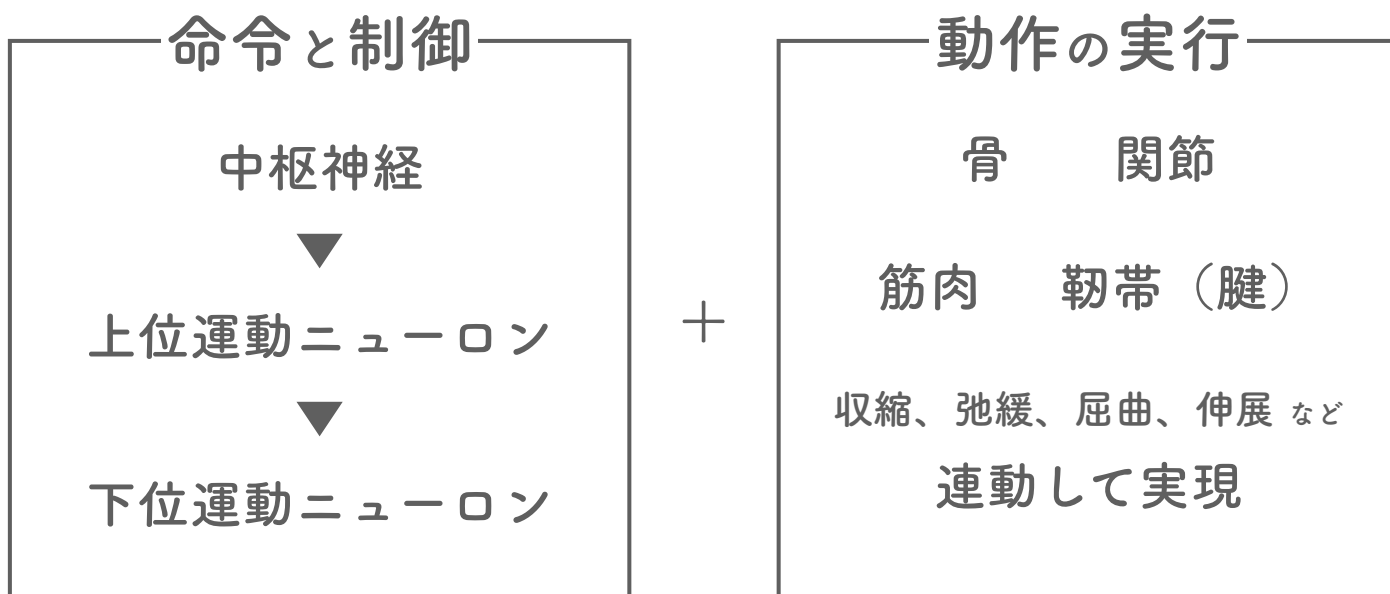 命令と制御
中枢神経
▼
上位運動ニューロン
▼
下位運動ニューロン
＋
動作の実行
骨　関節
筋肉　靭帯（腱）
収縮、弛緩、屈曲、伸展 など
連動して実現